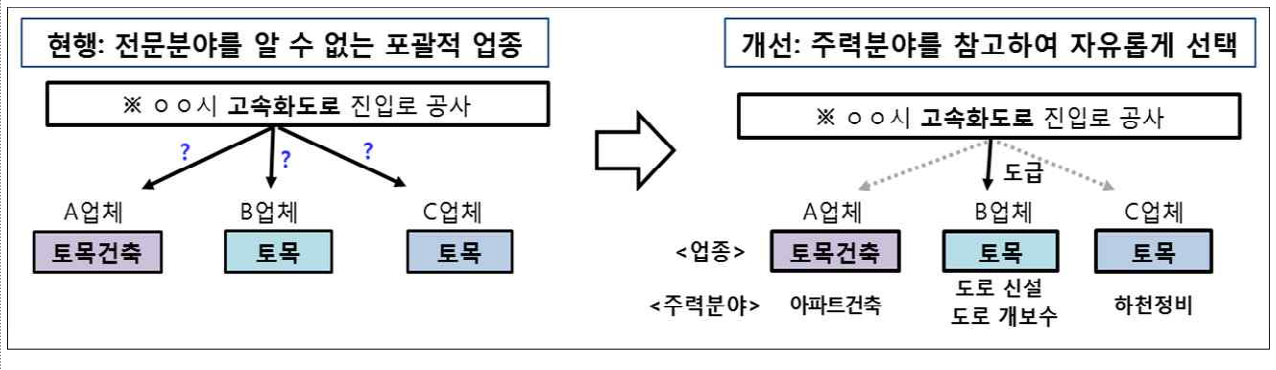 현행: 전문분야를 알 수 없는 포괄적 업종
※ ㅇㅇ시 고속화도로 진입로 공사
?
?
?
A업체
B업체
C업체
토목건축
토목
토목
개선: 주력분야를 참고하여 자유롭게 선택
※ ㅇㅇ시 고속화도로 진입로 공사
도급
A업체
B업체
C업체
<업종>
토목건축
토목
토목
<주력분야>
아파트건축
도로 신설
도로 개보수
하천정비